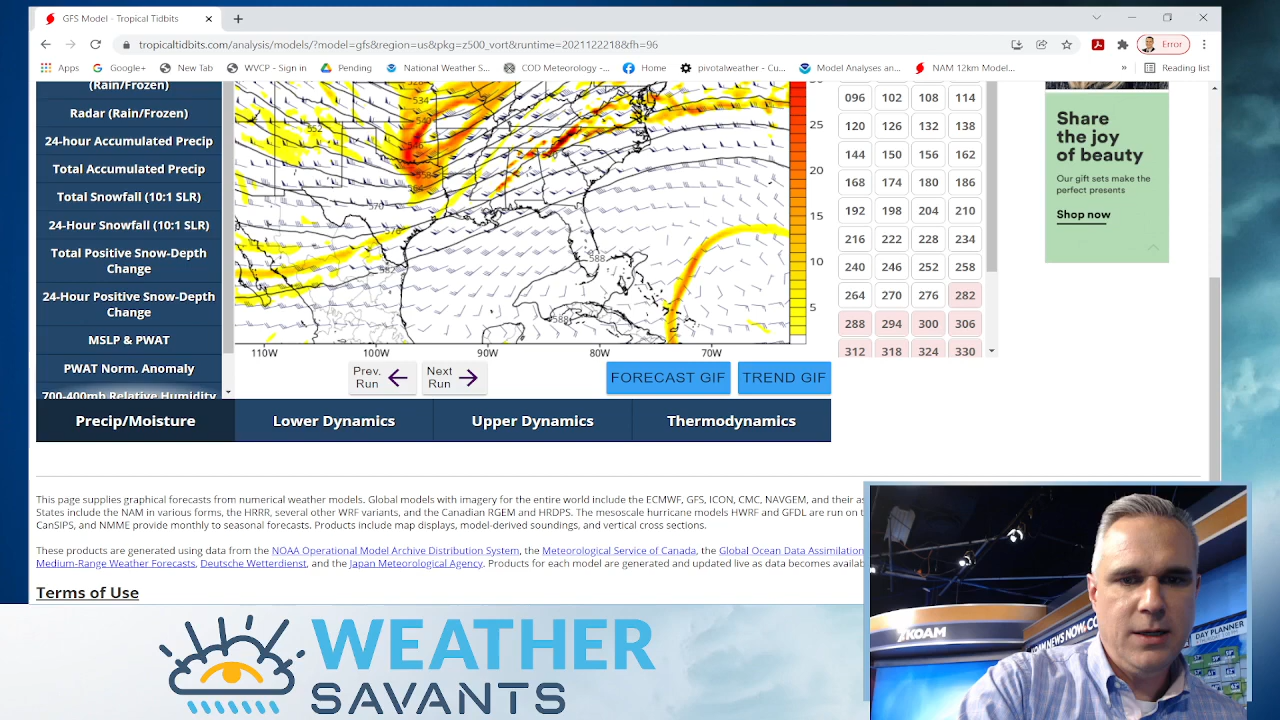 GFS Model - Tropical Tidbits
tropicaltidbits.com/analysis/models/?model=gfs&region=us&pkg=z500_vort&runtime=2021122218&fh=96
Error
Apps
Google+
New Tab
WVCP - Sign in
Pending
National Weather S...
COD Meteorology -...
Home
pivotalweather - Cu...
Model Analyses an...
NAM 12km Model...
»
Reading list
(Rain/Frozen)
Radar (Rain/Frozen)
24-hour Accumulated Precip
Total Accumulated Precip
Total Snowfall (10:1 SLR)
24-Hour Snowfall (10:1 SLR)
Total Positive Snow-Depth
Change
24-Hour Positive Snow-Depth
Change
MSLP & PWAT
PWAT Norm. Anomaly
700-400mb Relative Humidity
534
552
546
558
570
582
588
588
25
20
15
10
5
110W 100W 90W 80W 70W
096 102 108 114
120 126 132 138
144 150 156 162
168 174 180 186
192 198 204 210
216 222 228 234
240 246 252 258
264 270 276 282
288 294 300 306
312 318 324 330
Share
the joy
of beauty
Our gift sets make the
perfect presents
Shop now
Prev.
Run
Next
Run
FORECAST GIF
TREND GIF
Precip/Moisture
Lower Dynamics
Upper Dynamics
Thermodynamics
This page supplies graphical forecasts from numerical weather models. Global models with imagery for the entire world include the ECMWF, GFS, ICON, CMC, NAVGEM, and their as
States include the NAM in various forms, the HRRR, several other WRF variants, and the Canadian RGEM and HRDPS. The mesoscale hurricane models HWRF and GFDL are run on t
CanSIPS, and NMME provide monthly to seasonal forecasts. Products include map displays, model-derived soundings, and vertical cross sections.
These products are generated using data from the NOAA Operational Model Archive Distribution System, the Meteorological Service of Canada, the Global Ocean Data Assimilation
Medium-Range Weather Forecasts, Deutsche Wetterdienst, and the Japan Meteorological Agency. Products for each model are generated and updated live as data becomes availab
Terms of Use
WEATHER
SAVANTS
KOAM
KOAM NEWS NOW.CO
DAY PLANNER